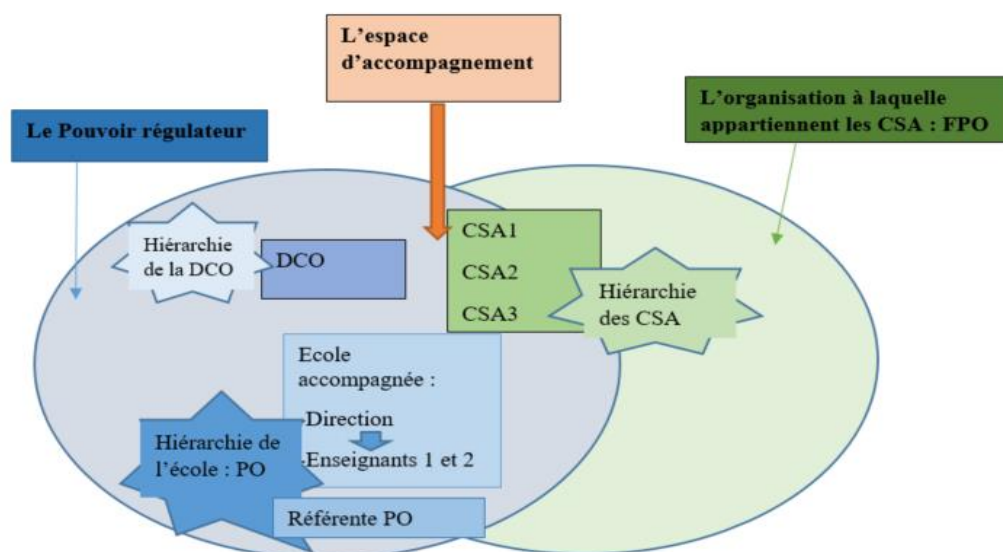 L’espace
d’accompagnement
Le Pouvoir régulateur
L’organisation à laquelle
appartiennent les CSA : FPO
Hiérarchie
de la DCO
DCO
CSA1
CSA2
CSA3
Hiérarchie
des CSA
Ecole
accompagnée :
-Direction
-Enseignants 1 et 2
Hiérarchie de
l’école : PO
Référente PO